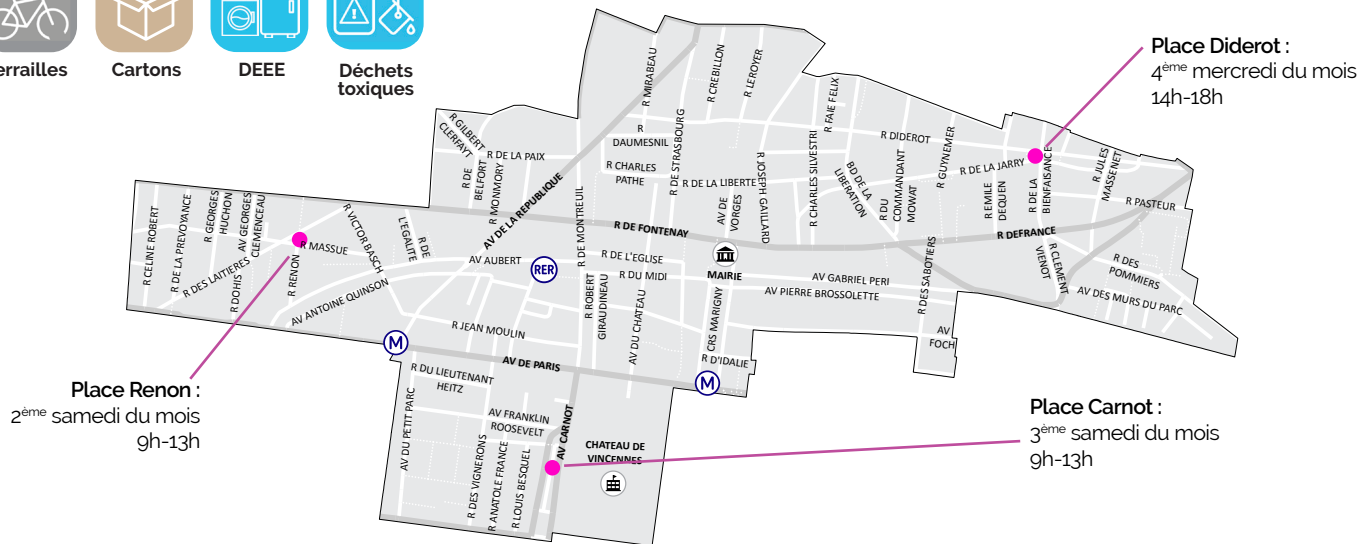 errailles
Cartons
DEEE
Déchets
toxiques
Place Diderot :
4ème mercredi du mois
14h-18h
Place Renon :
2ème samedi du mois
9h-13h
Place Carnot :
3ème samedi du mois
9h-13h
R MIRABEAU
R CREBILLON
R LEROYER
R FAIE FELIX
R GILBERT
CLERFAYT
R DE LA PAIX
R DE
BELFORT
R MONMORY
AV DE LA REPUBLIQUE
R
DAUMESNIL
R CHARLES
PATHE
R DE STRASBOURG
R DE LA LIBERTE
R JOSEPH GAILLARD
AV DE
VORGES
R CHARLES SILVESTRI
BD DE LA
LIBERATION
R DIDEROT
R DU
COMMANDANT
MOWAT
R GUYNEMER
R DE LA JARRY
R EMILE
DEQUEN
R DE LA
BIENFAISANCE
R JULES
MASSENET
R PASTEUR
R CELINE ROBERT
R DE LA PREVOYANCE
R GEORGES
HUCHON
AV GEORGES
CLEMENCEAU
R MASSUE
R VICTOR BASCH
L'EGALITE
R DE
R DES LAITIERES
R DOHIS
R RENON
AV ANTOINE QUINSON
AV AUBERT
RER
R DE MONTREUIL
R DE FONTENAY
R DE L'EGLISE
R DU MIDI
MAIRIE
R DEFRANCE
R CLEMENT
VIENOT
R DES
POMMIERS
AV DES MURS DU PARC
AV GABRIEL PERI
AV PIERRE BROSSOLETTE
R DES SABOTIERS
AV
FOCH
R JEAN MOULIN
R ROBERT
GIRAUDINEAU
AV DU CHATEAU
CRS MARIGNY
R D'IDALIE
M
M
AV DE PARIS
R DU LIEUTENANT
HEITZ
AV DU PETIT PARC
AV FRANKLIN
ROOSEVELT
AV CARNOT
R DES VIGNERONS
R ANATOLE FRANCE
R LOUIS BESQUEL
CHATEAU DE
VINCENNES